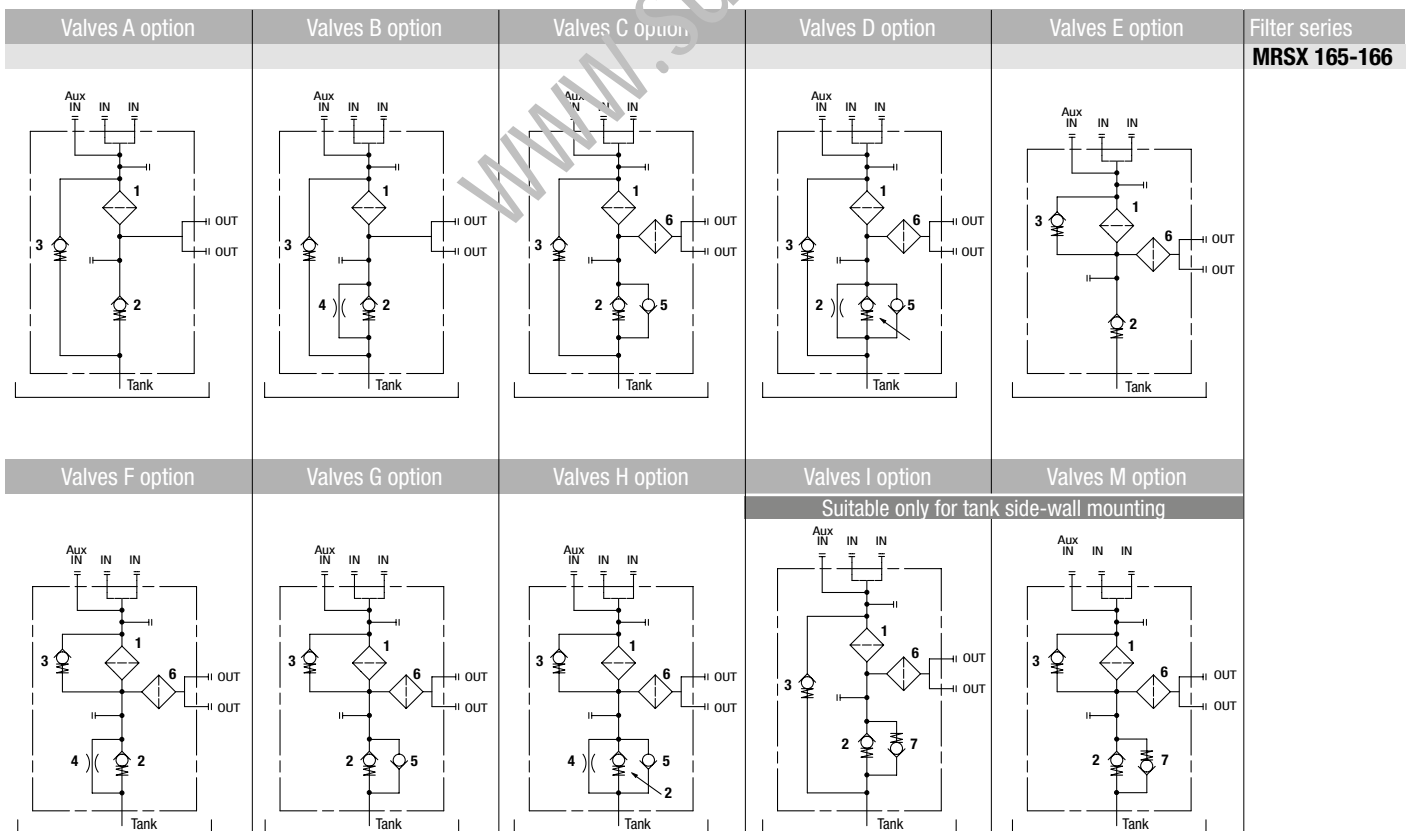 Valves A option
Valves B option
Valves C option
Valves D option
Valves E option
Filter series
MRSX 165-166
Aux
IN IN IN
1
3
2
OUT
OUT
Tank
Aux
IN IN IN
1
3
4
2
OUT
OUT
Tank
Aux
IN IN IN
1
3
6
2
5
OUT
OUT
Tank
Aux
IN IN IN
1
3
6
2
5
OUT
OUT
Tank
Aux
IN IN IN
1
3
6
2
OUT
OUT
Tank
Valves F option
Valves G option
Valves H option
Valves I option
Valves M option
Suitable only for tank side-wall mounting
Aux
IN IN IN
1
3
6
4
2
OUT
OUT
Tank
Aux
IN IN IN
1
3
6
2
5
OUT
OUT
Tank
Aux
IN IN IN
1
3
6
4
5
2
OUT
OUT
Tank
Aux
IN IN IN
1
3
6
2
7
OUT
OUT
Tank
Aux
IN IN IN
1
3
6
2
7
OUT
OUT
Tank